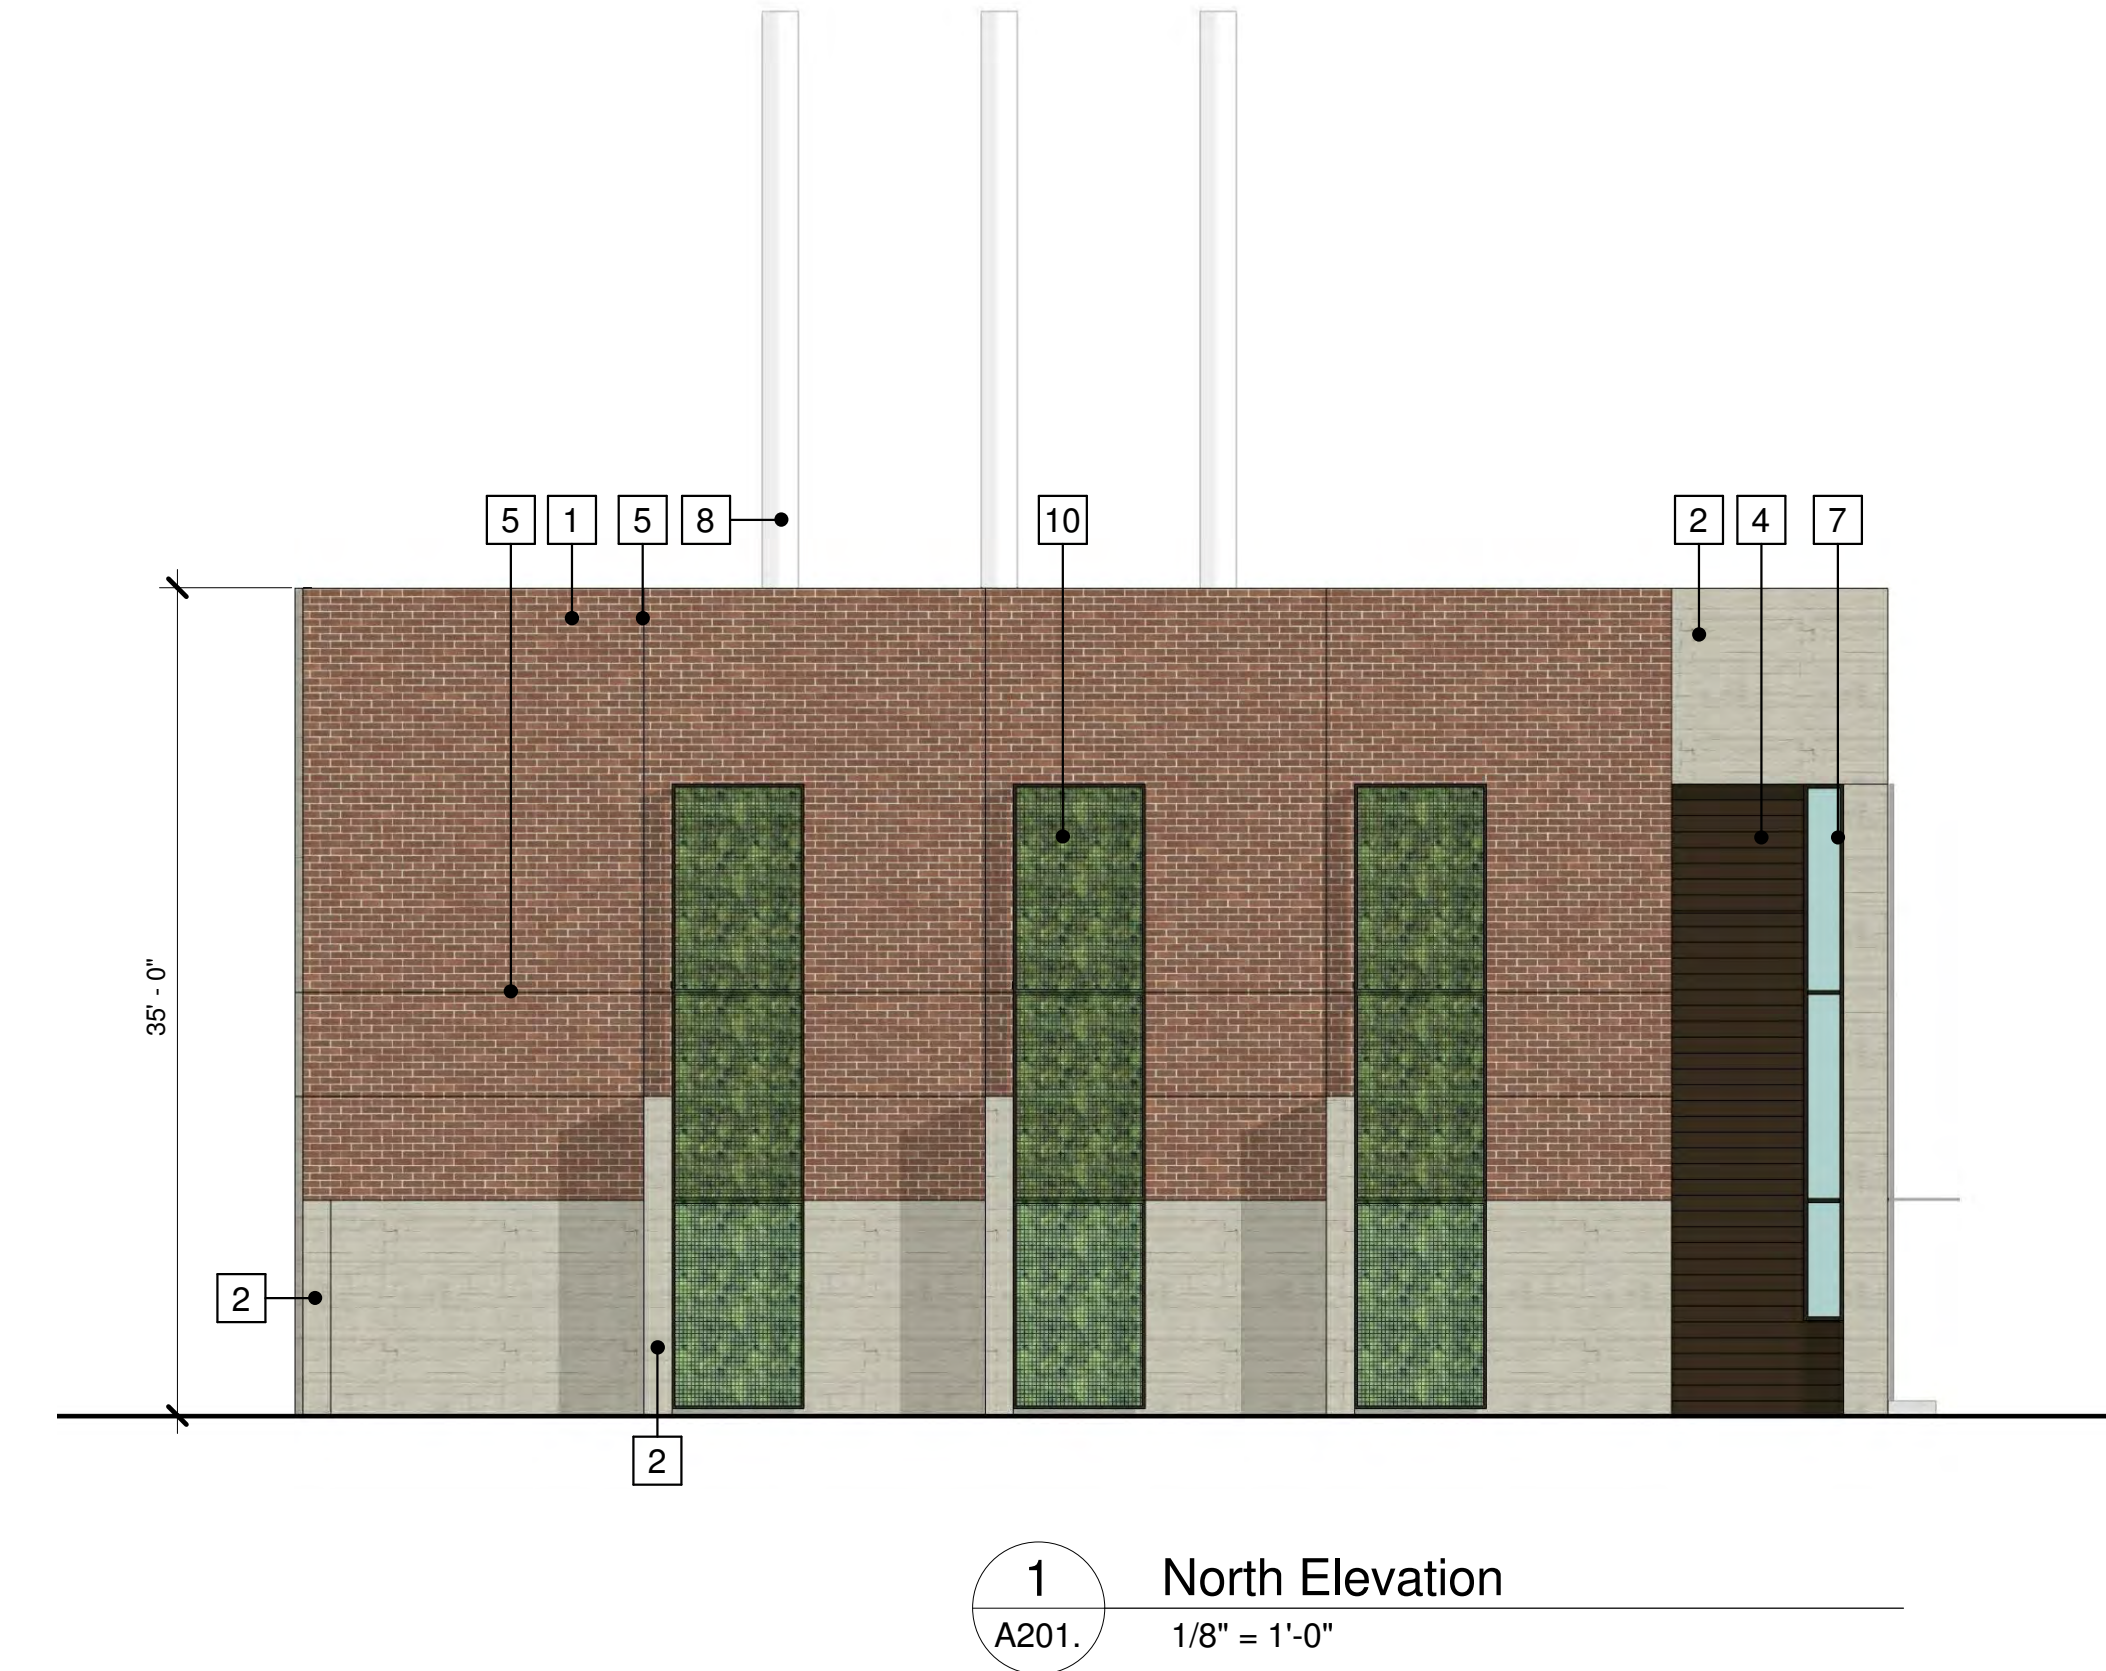 5 1 5 8 10 2 4 7
35' - 0"
2
2
1 North Elevation
A201. 1/8" = 1'-0"